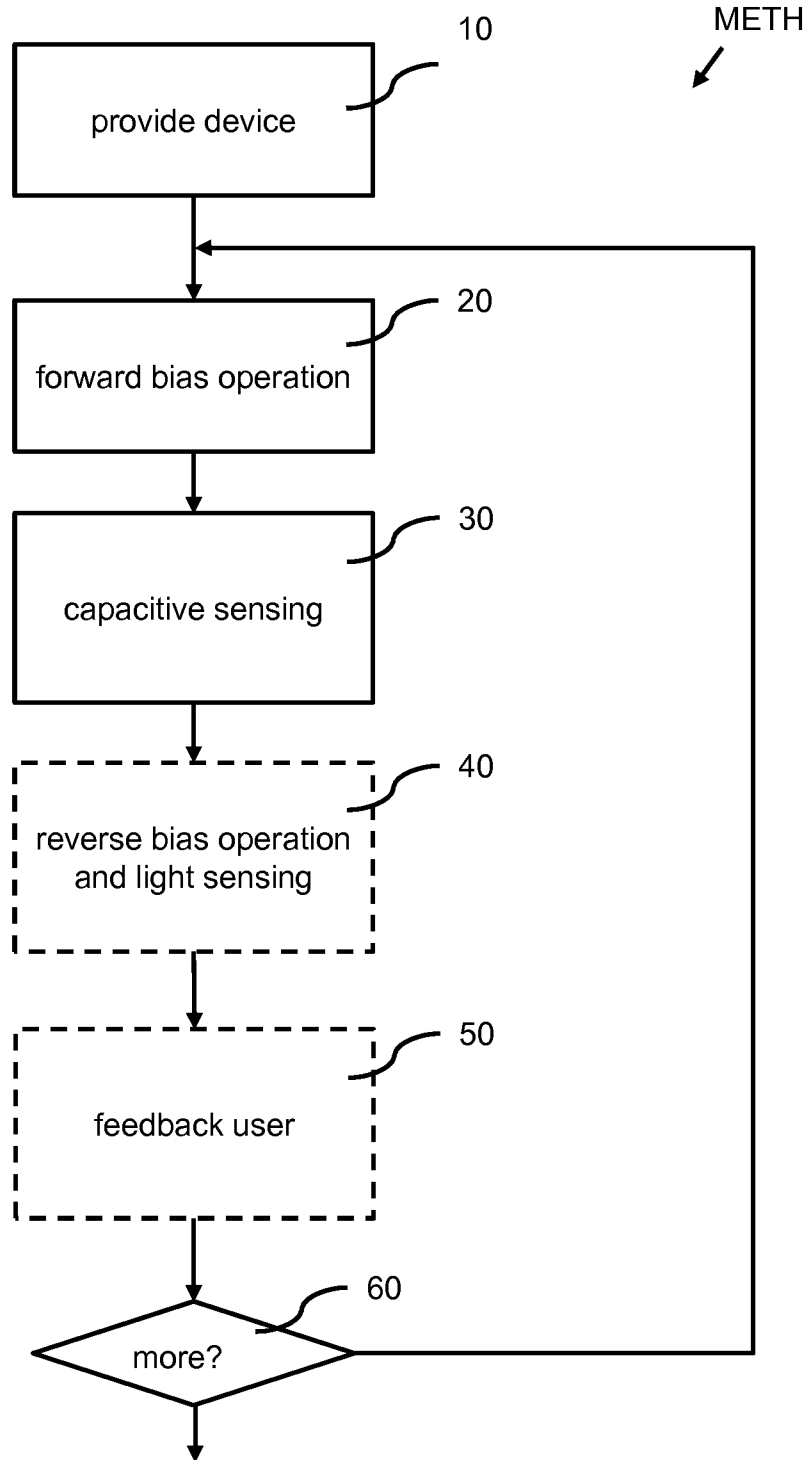 METH
10
provide device
20
forward bias operation
30
capacitive sensing
40
reverse bias operation
and light sensing
50
feedback user
60
more?